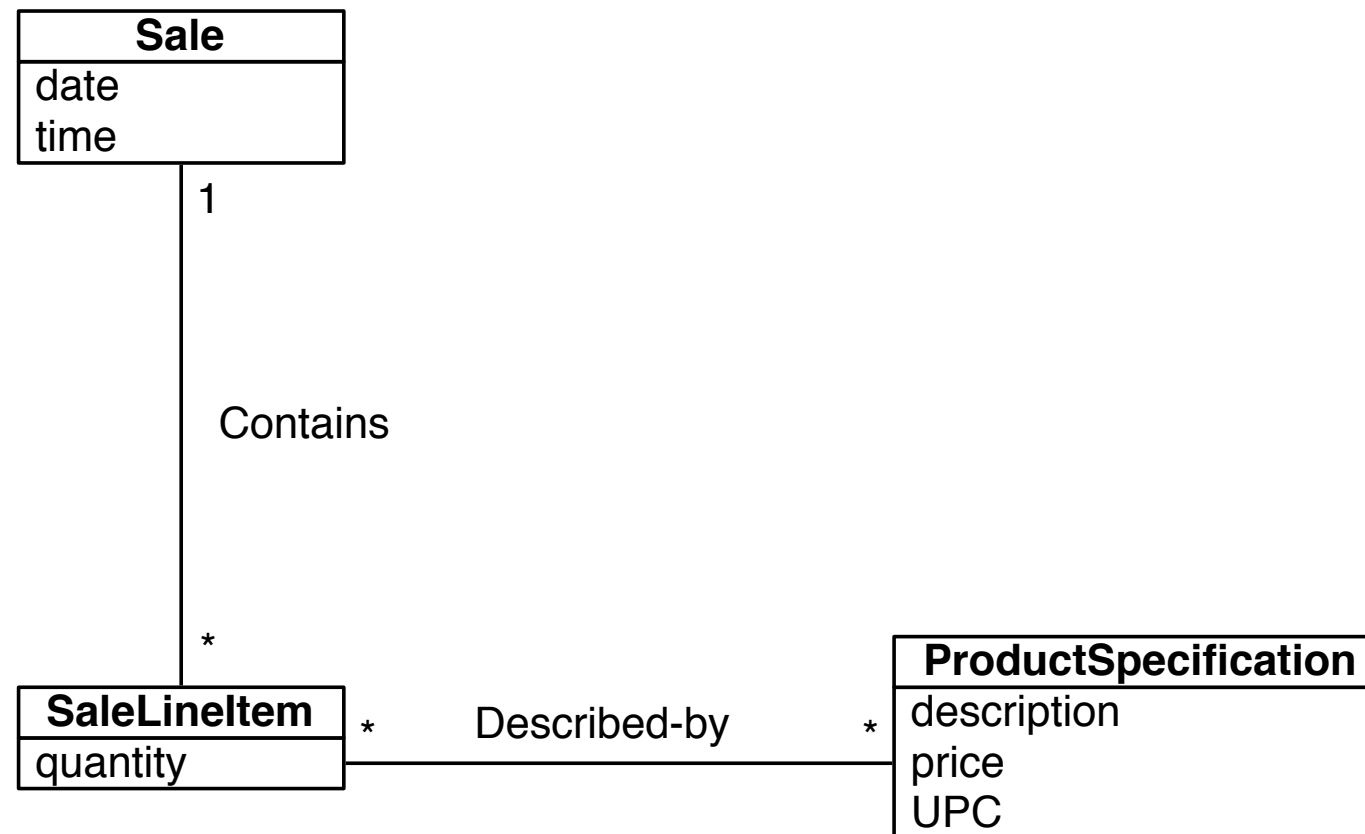 Sale
date
time
1
Contains
*
SaleLineItem
quantity
* Described-by *
ProductSpecification
description
price
UPC